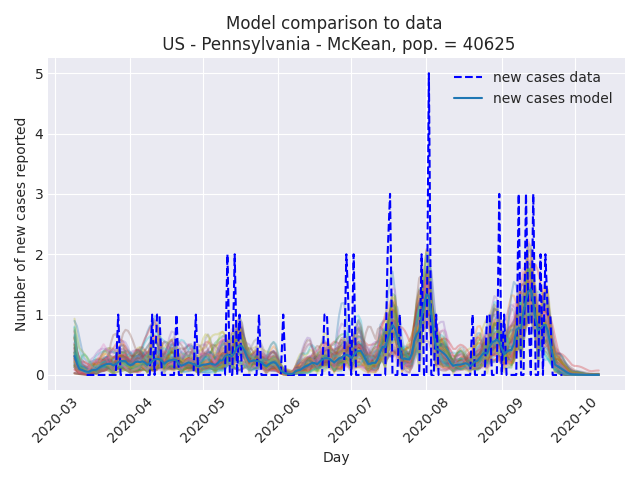 Model comparison to data
US - Pennsylvania - McKean, pop. = 40625
new cases data
new cases model
Number of new cases reported
5
4
3
2
1
0
2020-03
2020-04
2020-05
2020-06
2020-07
2020-08
2020-09
2020-10
Day